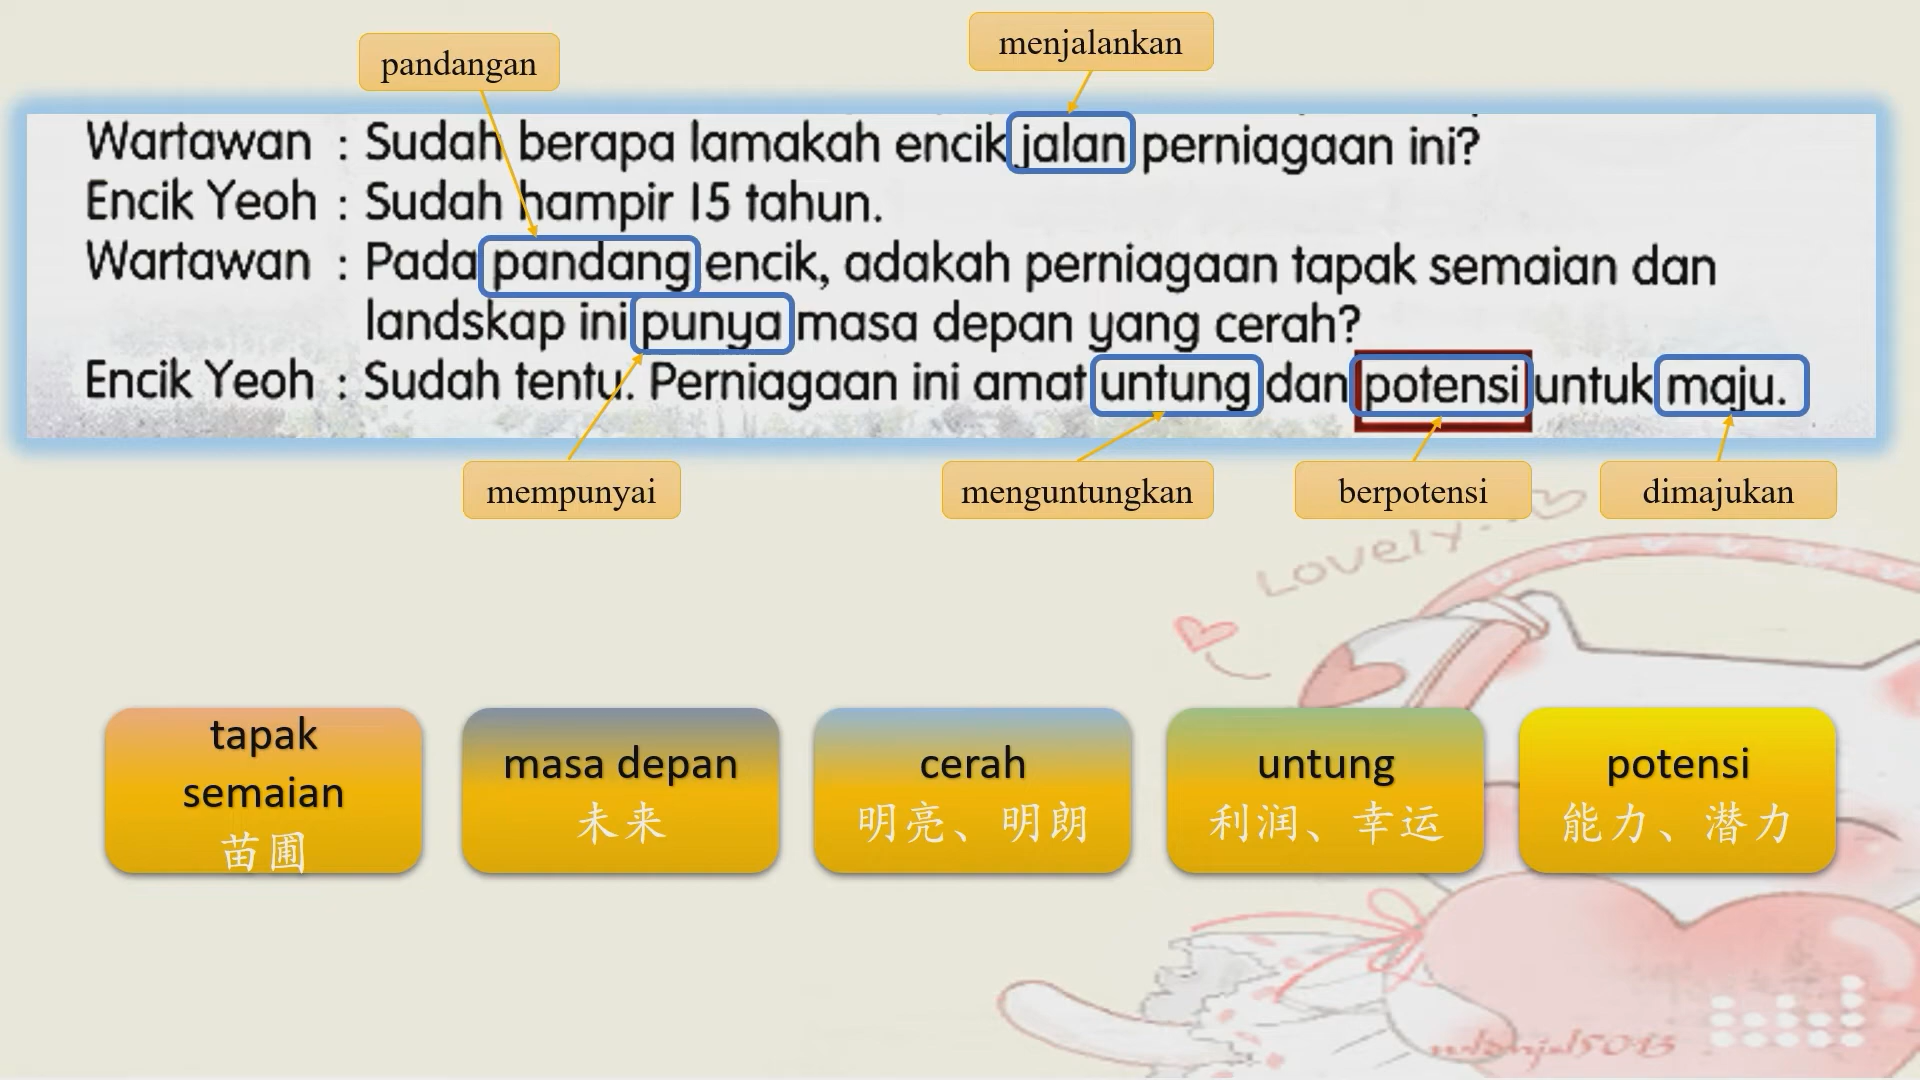 menjalankan
pandangan
Wartawan : Sudah berapa lamakah encik jalan perniagaan ini?
Encik Yeoh : Sudah hampir 15 tahun.
Wartawan : Pada pandang encik, adakah perniagaan tapak semaian dan
landskap ini punya masa depan yang cerah?
Encik Yeoh : Sudah tentu. Perniagaan ini amat untung dan potensi untuk maju.
mempunyai
menguntungkan
berpotensi
dimajukan
Lovely...
tapak
semaian
苗圃
masa depan
未来
cerah
明亮、明朗
untung
利润、幸运
potensi
能力、潜力